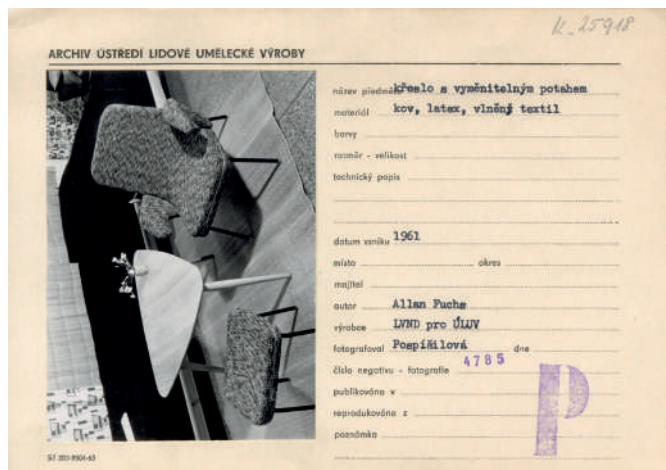 K-25918
ARCHIV ÚSTŘEDÍ LIDOVÉ UMĚLECKÉ VÝROBY
název předmětu křeslo s vyměnitelným potahem
materiál kov, latex, vlněný textil
barvy
rozměr - velikost
technický popis
datum vzniku 1961
místo okres
majitel
autor Allan Fuchs
výrobce LVND pro ÚLUV
fotografoval Pospíšilová dne
číslo negativu - fotografie 4785
publikováno v
reprodukováno z
poznámka
P